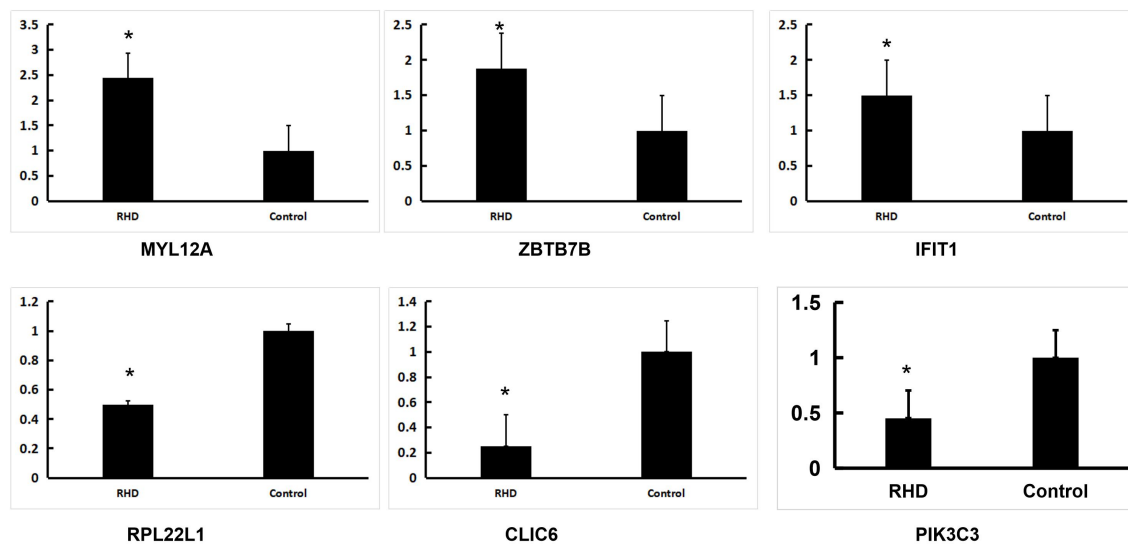 3.5
3
2.5
2
1.5
1
0.5
0
*
RHD
Control
MYL12A
2.5
2
1.5
1
0.5
0
*
RHD
Control
ZBTB7B
2.5
2
1.5
1
0.5
0
*
RHD
Control
IFIT1
1.2
1
0.8
0.6
0.4
0.2
0
*
RHD
Control
RPL22L1
1.4
1.2
1
0.8
0.6
0.4
0.2
0
*
RHD
Control
CLIC6
1.5
1
0.5
0
*
RHD
Control
PIK3C3